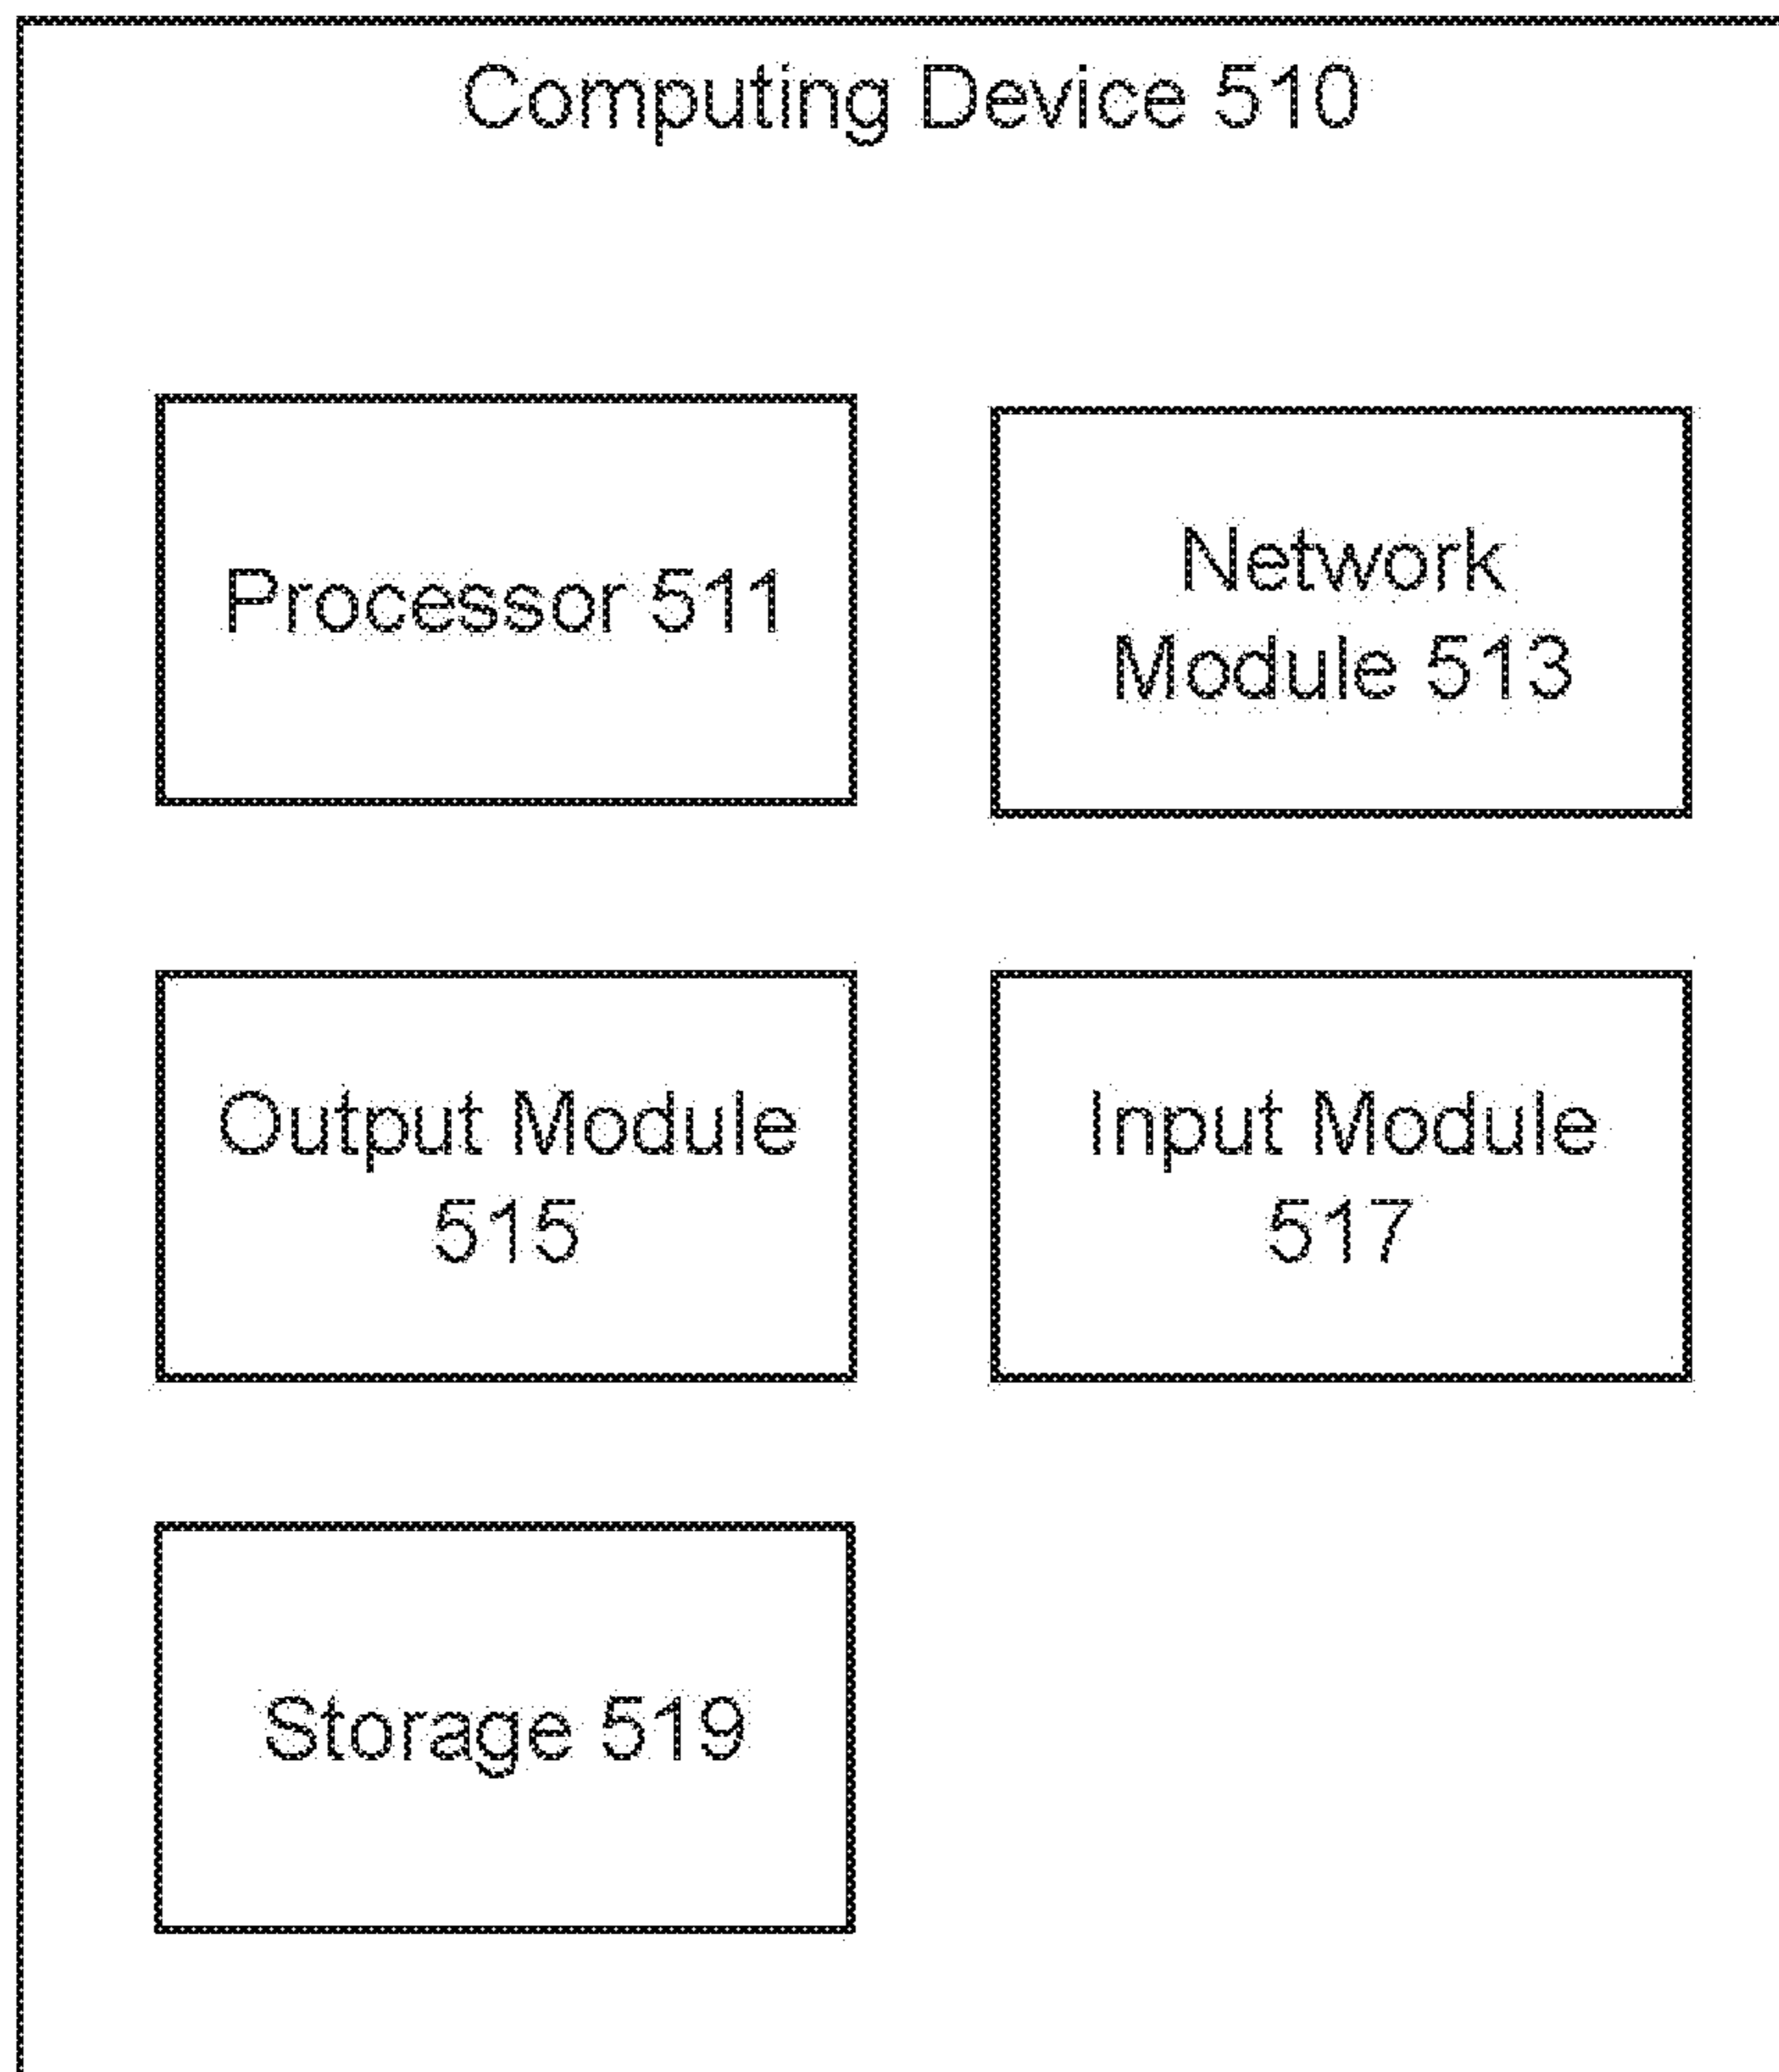 Computing Device 510
Processor 511
Network
Module 513
Output Module
515
Input Module
517
Storage 519